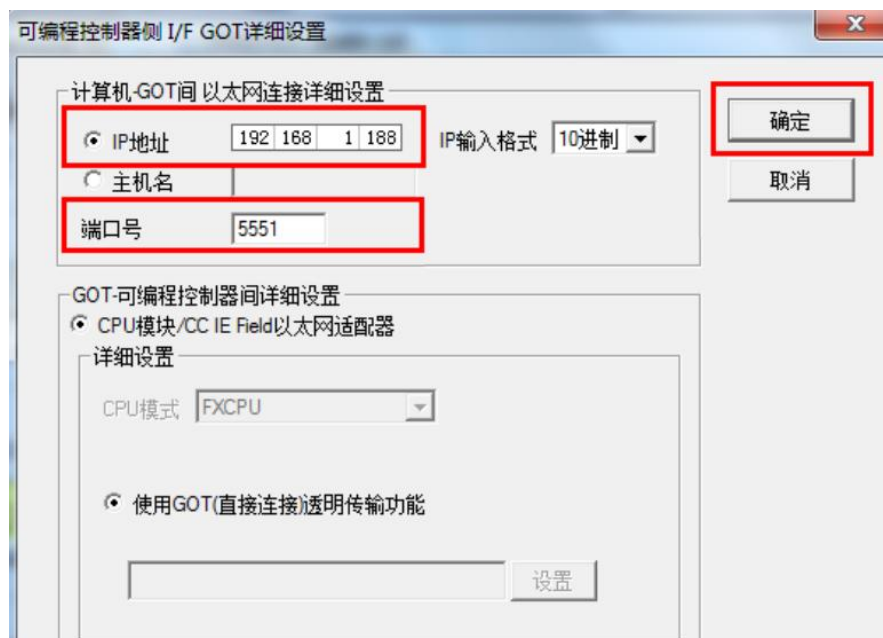 可编程控制器侧 I/F GOT详细设置
计算机-GOT间 以太网连接详细设置
IP地址 192 168 1 188 IP输入格式 10进制
确定
主机名
取消
端口号 5551
GOT-可编程控制器间详细设置
CPU模块/CC IE Field以太网适配器
详细设置
CPU模式 FXCPU
使用GOT(直接连接)透明传输功能
设置